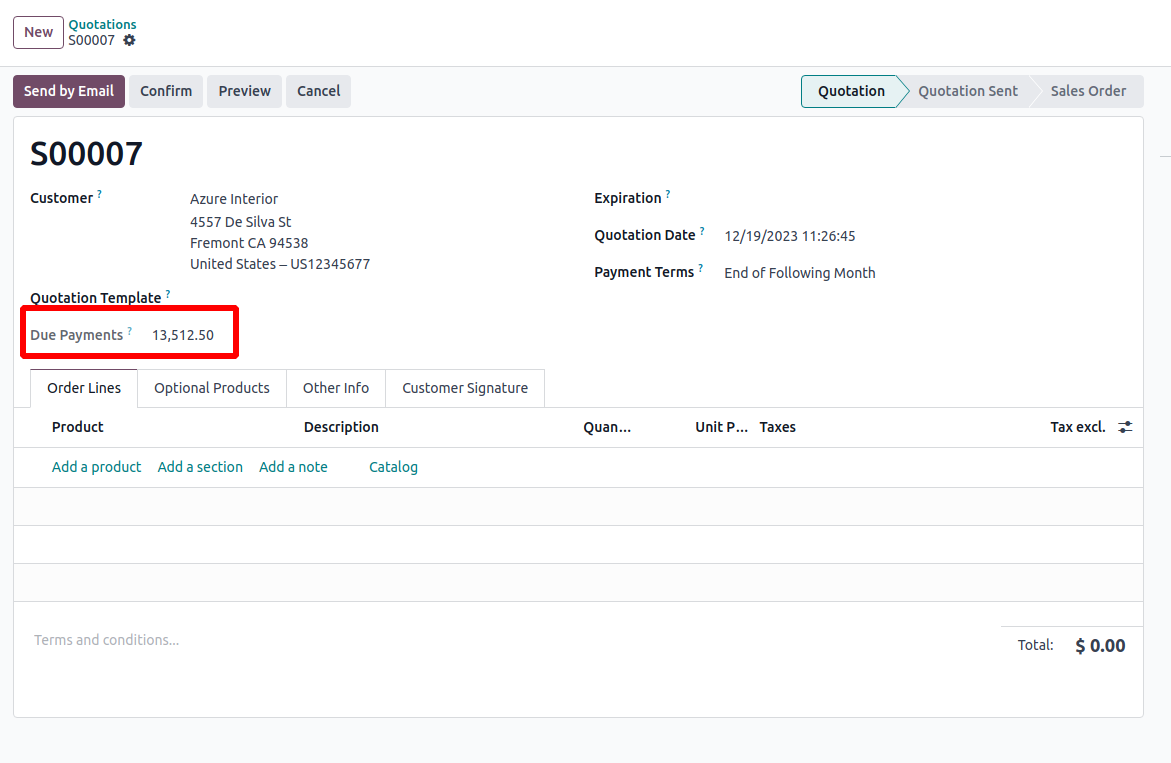 New
Quotations
S00007
Send by Email Confirm Preview Cancel Quotation Quotation Sent Sales Order
S00007
Customer ? Azure Interior
4557 De Silva St
Fremont CA 94538
United States – US12345677
Expiration ?
Quotation Date ? 12/19/2023 11:26:45
Payment Terms ? End of Following Month
Quotation Template ?
Due Payments ? 13,512.50
Order Lines Optional Products Other Info Customer Signature
Product Description Quan... Unit P... Taxes Tax excl.
Add a product Add a section Add a note Catalog
Terms and conditions...
Total: $ 0.00